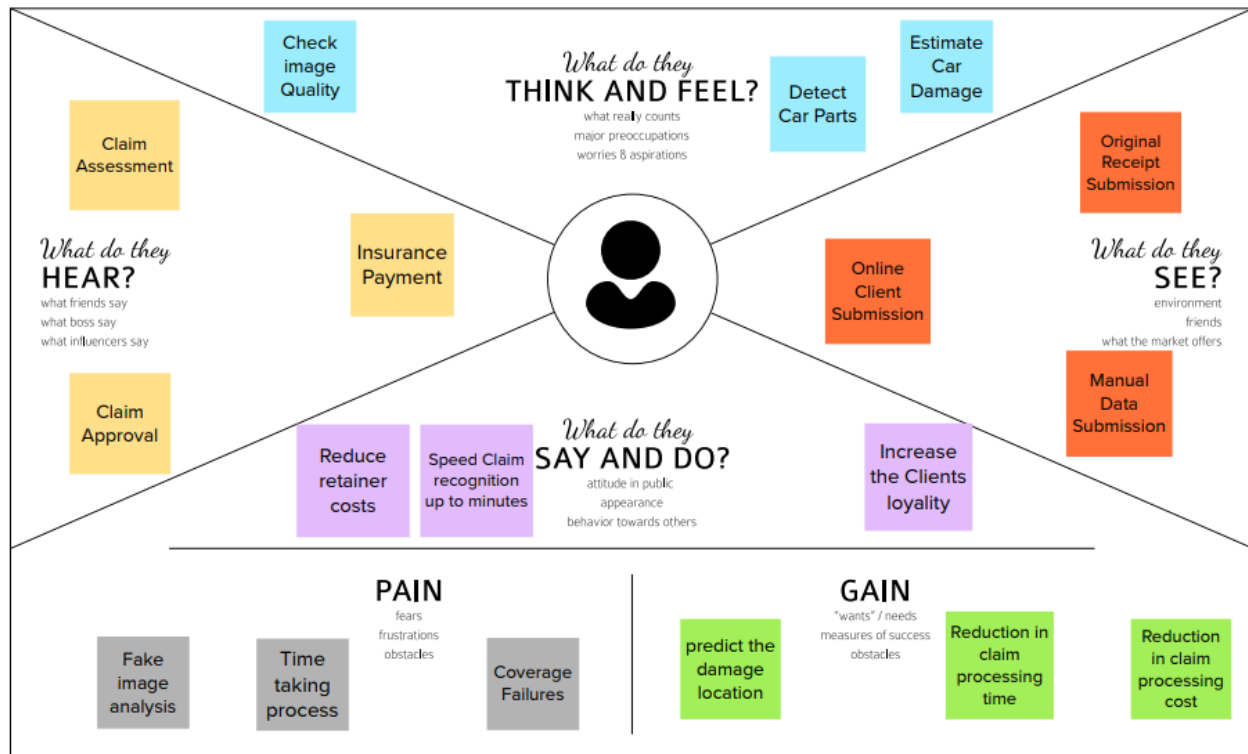 Check
image
Quality
What do they
THINK AND FEEL?
what really counts
major preoccupations
worries & aspirations
Detect
Car Parts
Estimate
Car
Damage
Claim
Assessment
What do they
HEAR?
what friends say
what boss say
what influencers say
Insurance
Payment
Claim
Approval
Original
Receipt
Submission
Online
Client
Submission
What do they
SEE?
environment
friends
what the market offers
Manual
Data
Submission
Reduce
retainer
costs
Speed Claim
recognition
up to minutes
What do they
SAY AND DO?
attitude in public
appearance
behavior towards others
Increase
the Clients
loyality
PAIN
fears
frustrations
obstacles
Fake
image
analysis
Time
taking
process
Coverage
Failures
GAIN
"wants" / needs
measures of success
obstacles
predict the
damage
location
Reduction in
claim
processing
time
Reduction
in claim
processing
cost